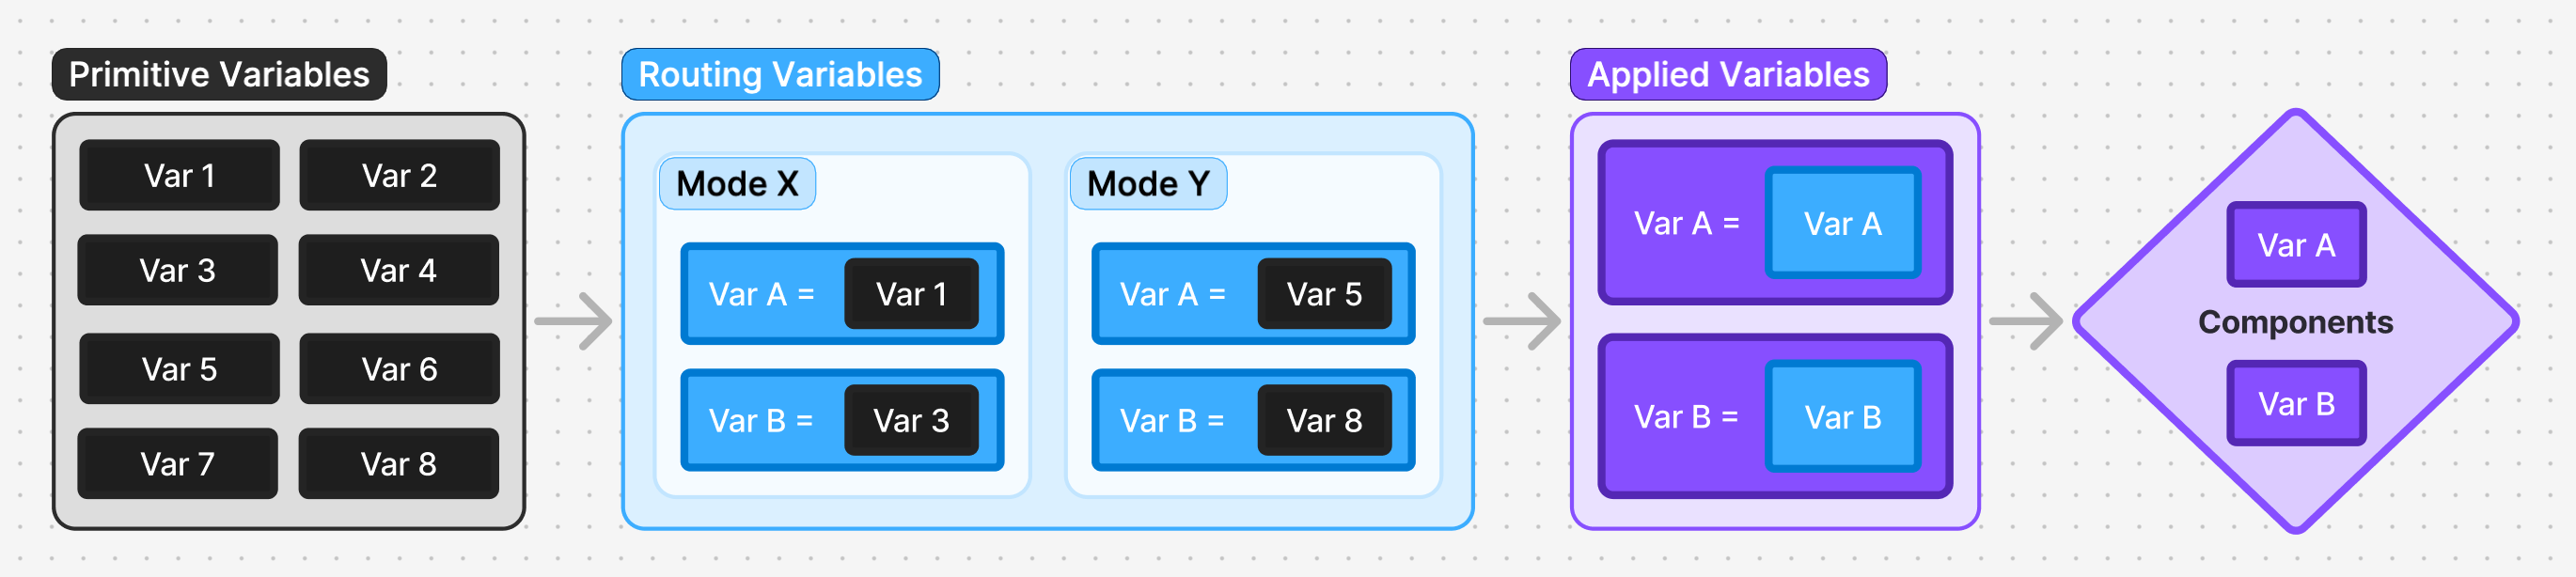 Primitive Variables
Var 1
Var 2
Var 3
Var 4
Var 5
Var 6
Var 7
Var 8
Routing Variables
Mode X
Var A = Var 1
Var B = Var 3
Mode Y
Var A = Var 5
Var B = Var 8
Applied Variables
Var A = Var A
Var B = Var B
Var A
Components
Var B